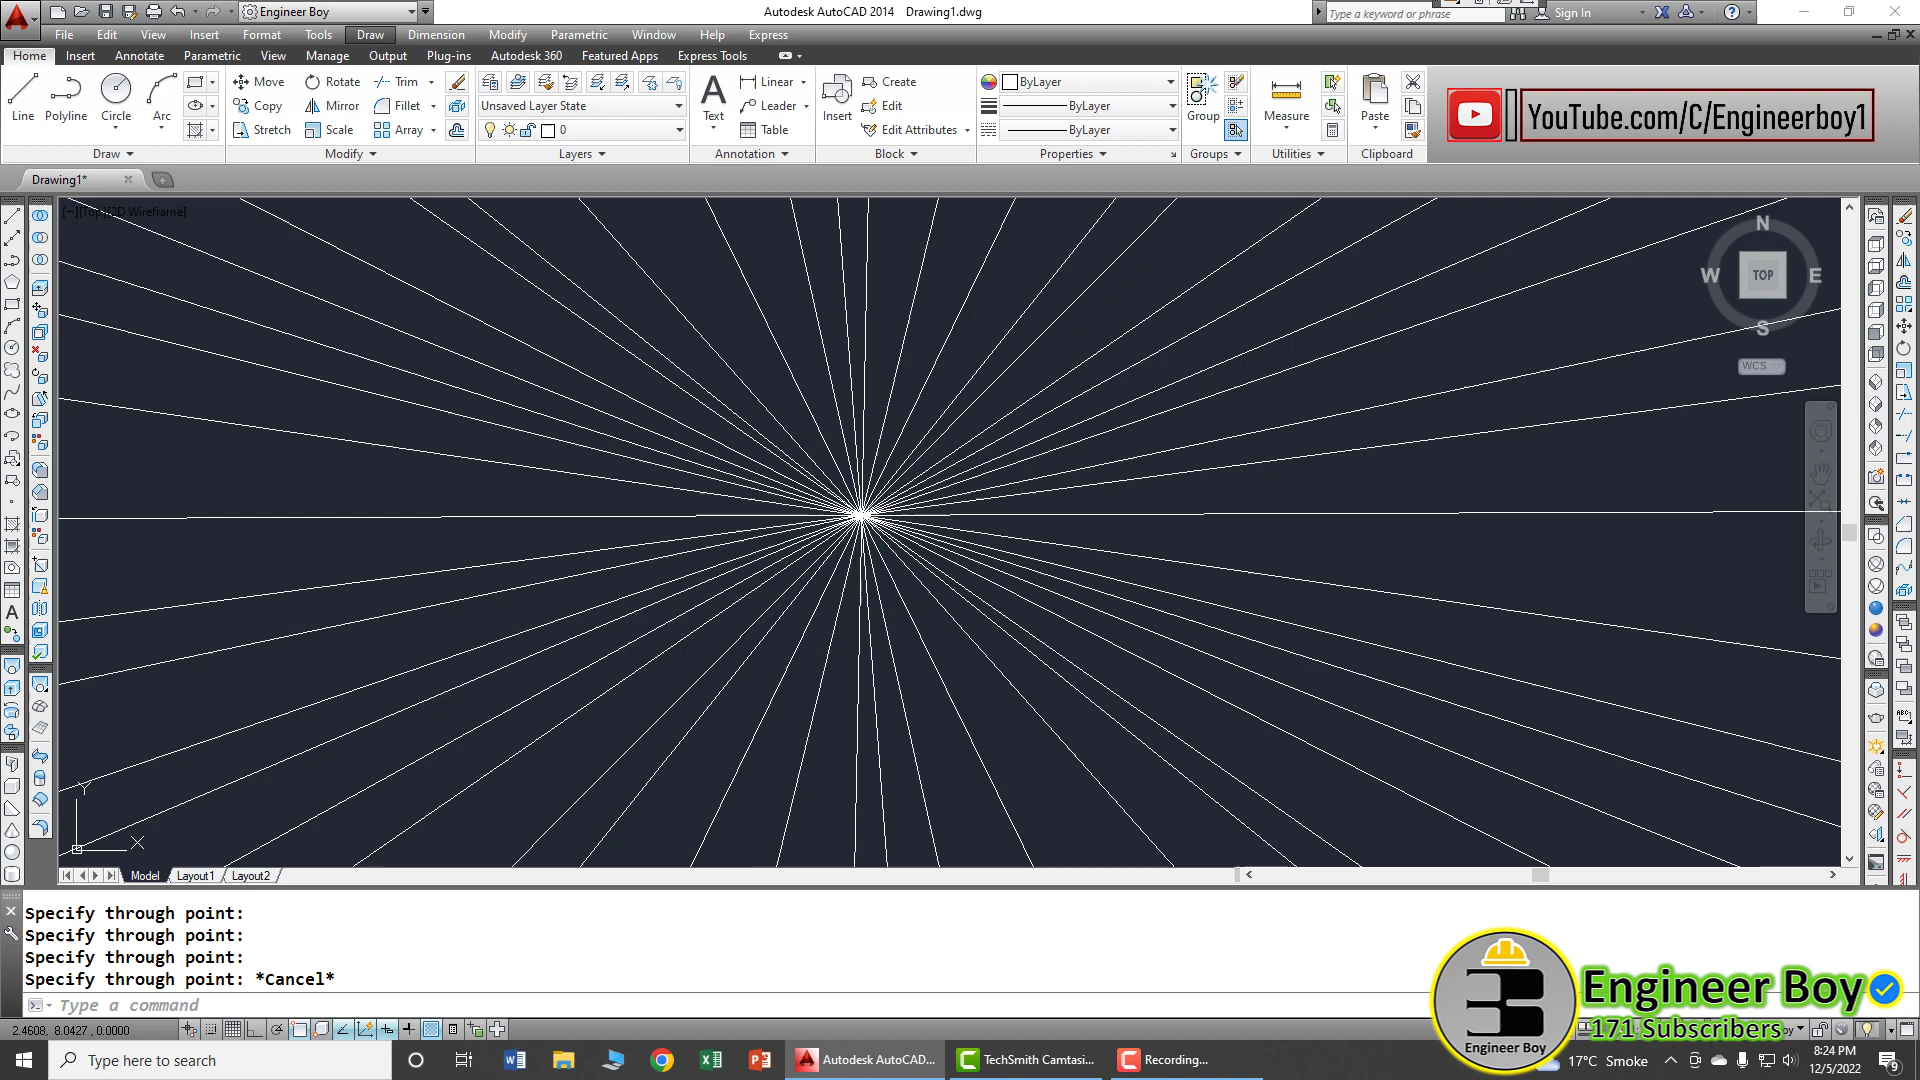 Engineer Boy
Autodesk AutoCAD 2014 Drawing1.dwg
Type a keyword or phrase
Sign In
File Edit View Insert Format Tools Draw Dimension Modify Parametric Window Help Express
Home Insert Annotate Parametric View Manage Output Plug-ins Autodesk 360 Featured Apps Express Tools
Line Polyline Circle Arc
Draw
Move Rotate Trim
Copy Mirror Fillet
Stretch Scale Array
Modify
Unsaved Layer State
0
Layers
Text
Linear
Leader
Table
Annotation
Insert
Create
Edit
Edit Attributes
Block
ByLayer
ByLayer
ByLayer
Properties
Group
Groups
Measure
Utilities
Paste
Clipboard
YouTube.com/C/Engineerboy1
Drawing1*
[−][Top][2D Wireframe]
N
W TOP E
S
WCS
Y
X
Model Layout1 Layout2
Specify through point:
Specify through point:
Specify through point:
Specify through point: *Cancel*
Type a command
2.4608, 8.0427, 0.0000
Engineer Boy
Engineer Boy
171 Subscribers
Type here to search
Autodesk AutoCAD...
TechSmith Camtasi...
Recording...
17°C Smoke
8:24 PM
12/5/2022
9